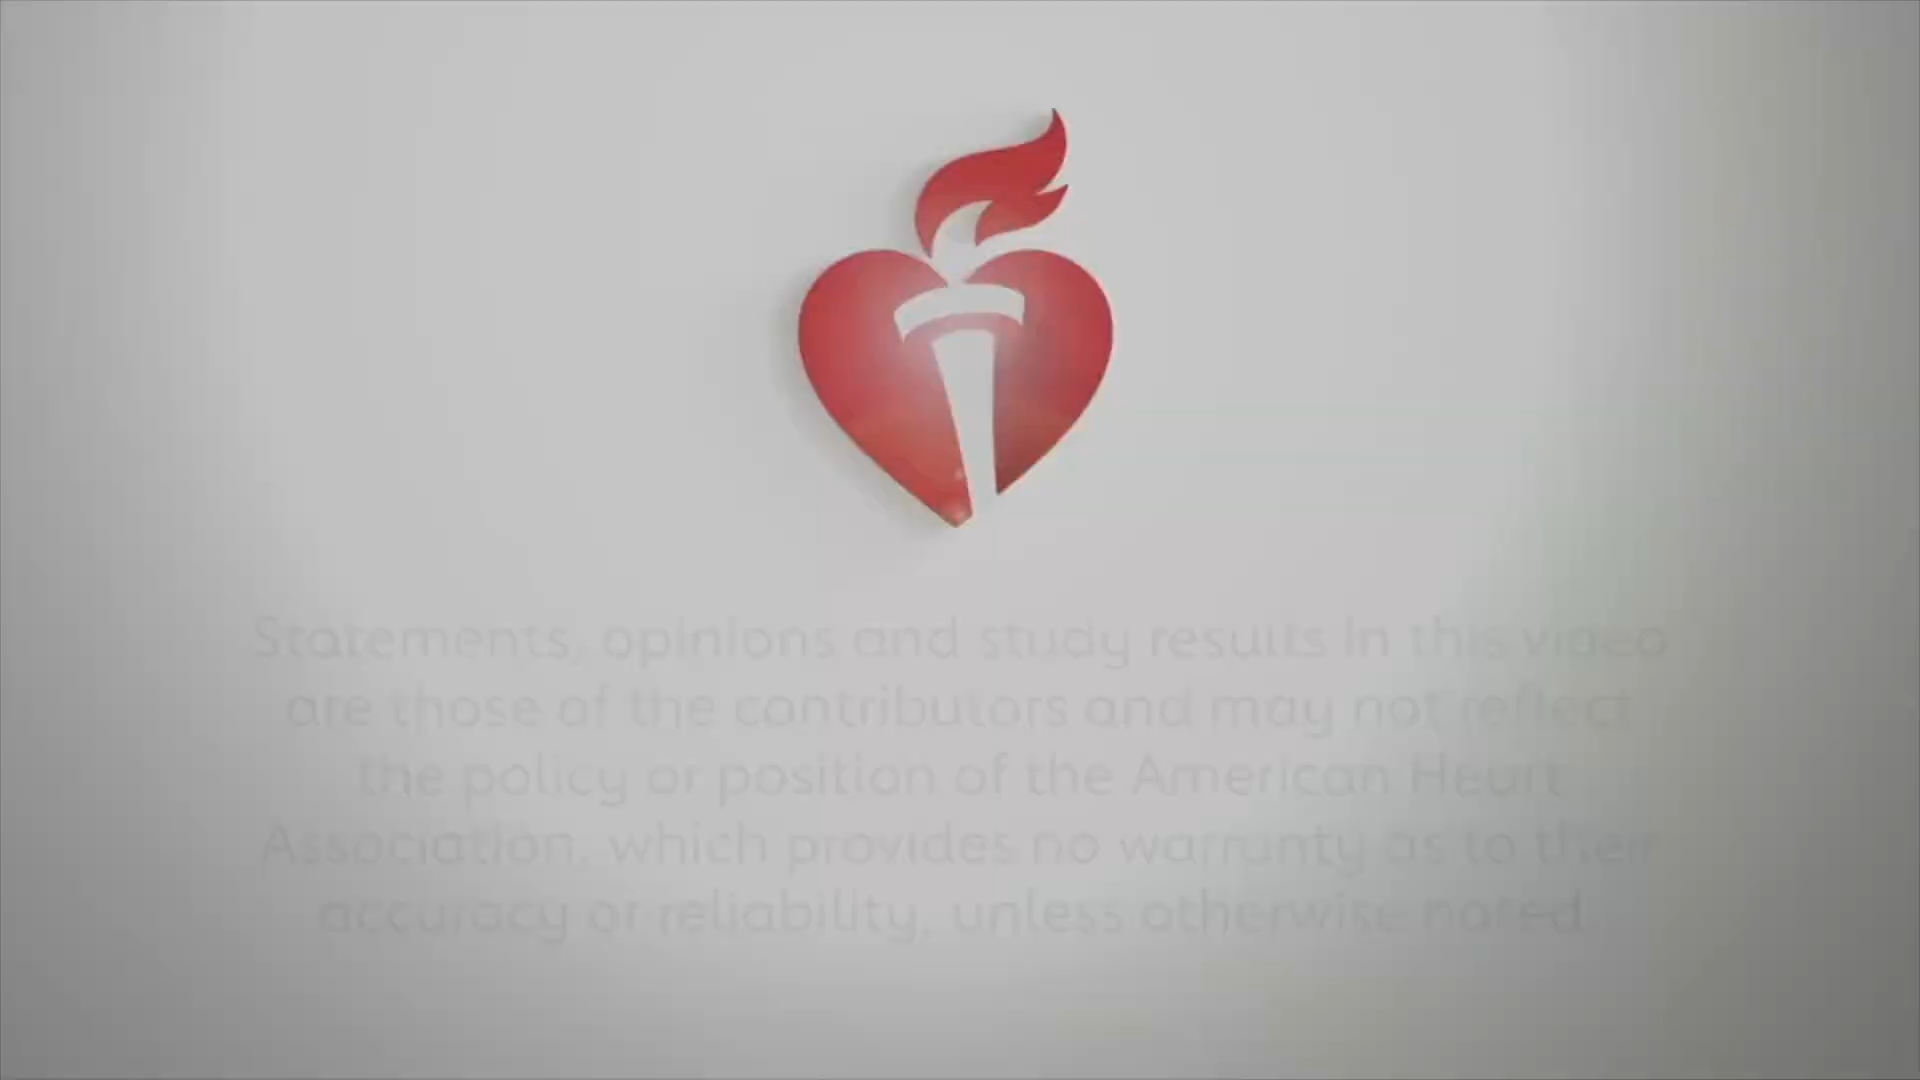 Statements, opinions and study results in this video
are those of the contributors and may not reflect
the policy or position of the American Heart
Association, which provides no warranty as to their
accuracy or reliability, unless otherwise noted.